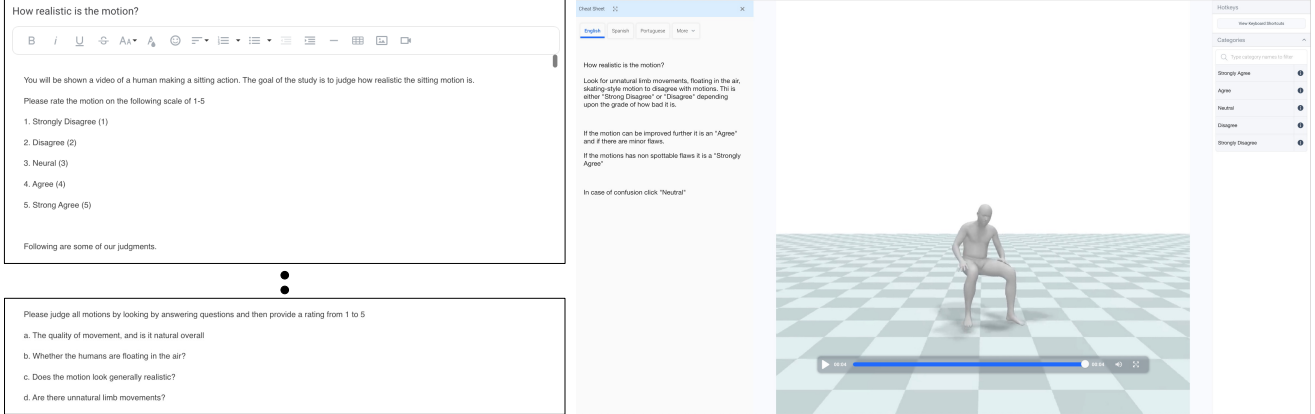 How realistic is the motion?
B i U S AA A
You will be shown a video of a human making a sitting action. The goal of the study is to judge how realistic the sitting motion is.
Please rate the motion on the following scale of 1-5
1. Strongly Disagree (1)
2. Disagree (2)
3. Neural (3)
4. Agree (4)
5. Strong Agree (5)
Following are some of our judgments.
Please judge all motions by looking by answering questions and then provide a rating from 1 to 5
a. The quality of movement, and is it natural overall
b. Whether the humans are floating in the air?
c. Does the motion look generally realistic?
d. Are there unnatural limb movements?
Cheat Sheet
English Spanish Portuguese More
How realistic is the motion?
Look for unnatural limb movements, floating in the air,
skating-style motion to disagree with motions. Thi is
either "Strong Disagree" or "Disagree" depending
upon the grade of how bad it is.
If the motion can be improved further it is an "Agree"
and if there are minor flaws.
If the motions has non spottable flaws it is a "Strongly
Agree"
In case of confusion click "Neutral"
00:04 00:04
Hotkeys
View Keyboard Shortcuts
Categories
Type category names to filter
Strongly Agree
Agree
Neutral
Disagree
Strongly Disagree